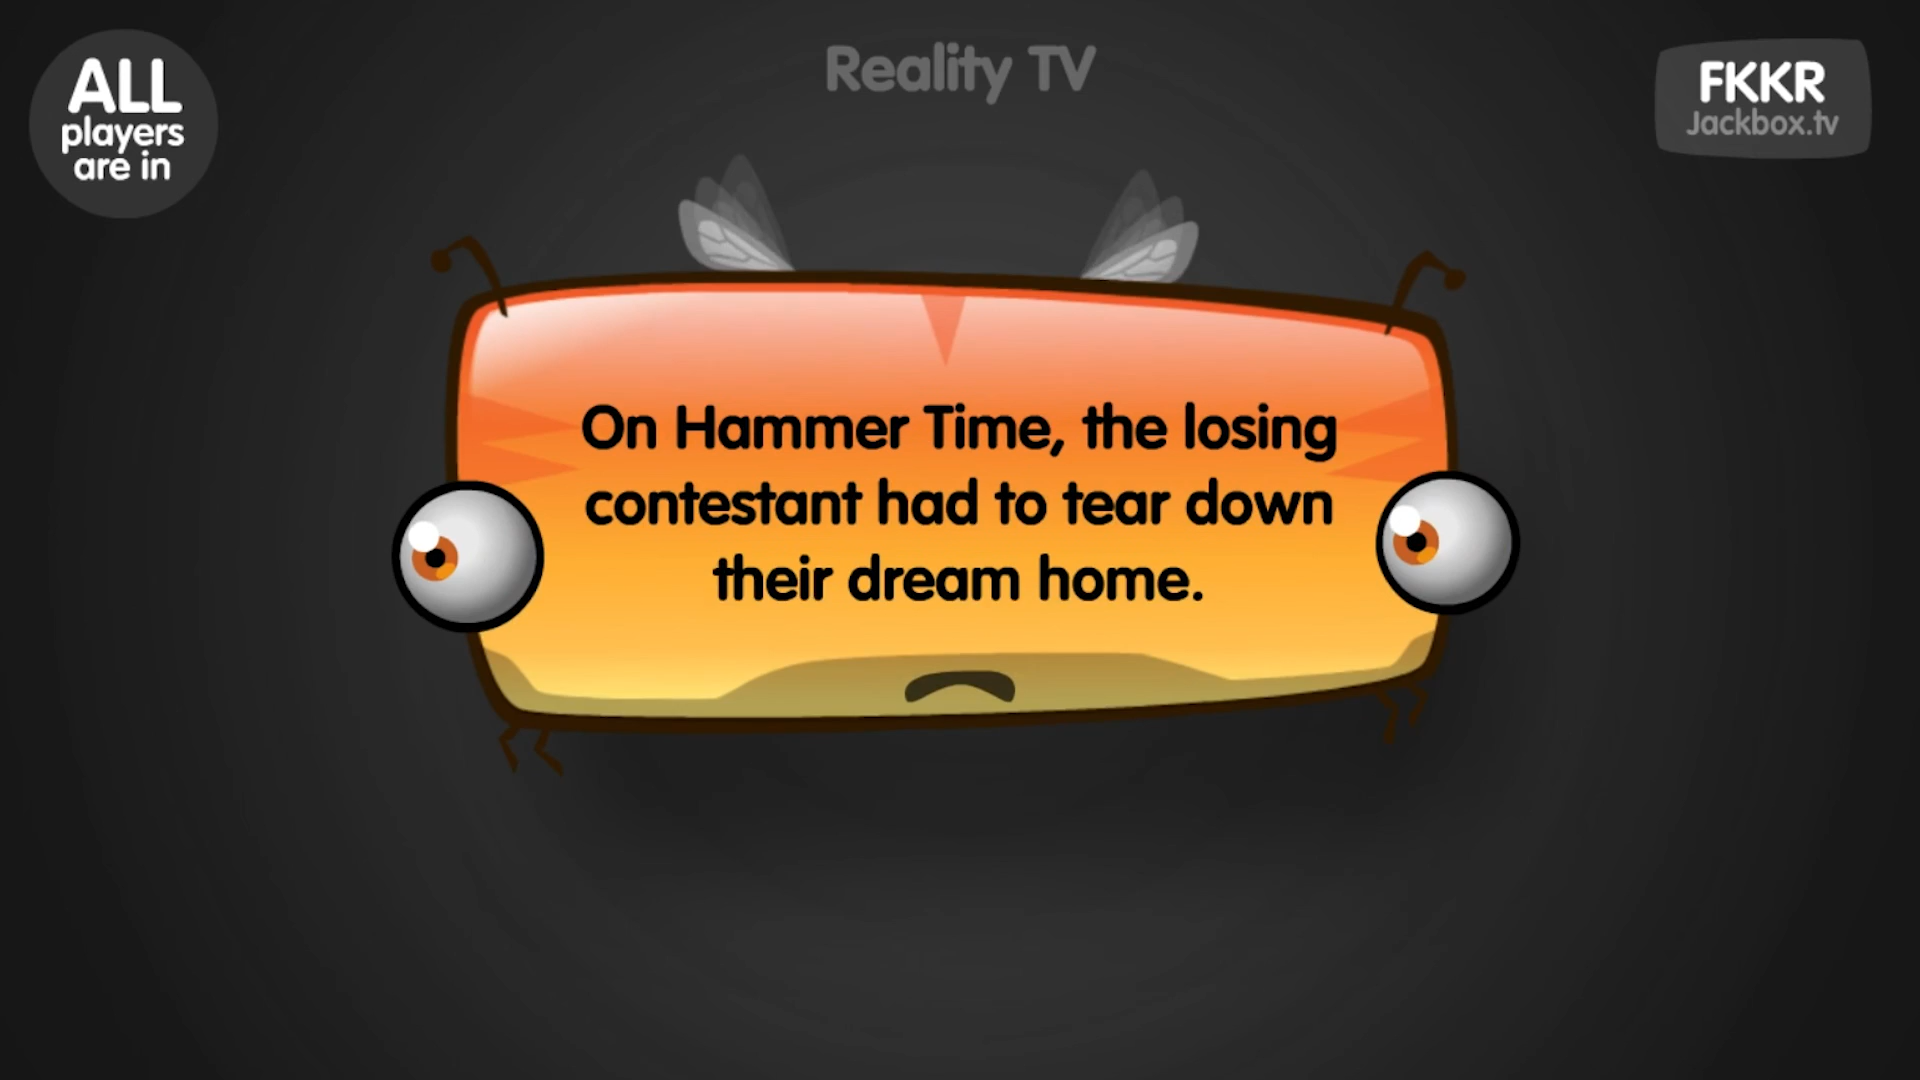 ALL
players
are in
Reality TV
FKKR
Jackbox.tv
On Hammer Time, the losing
contestant had to tear down
their dream home.